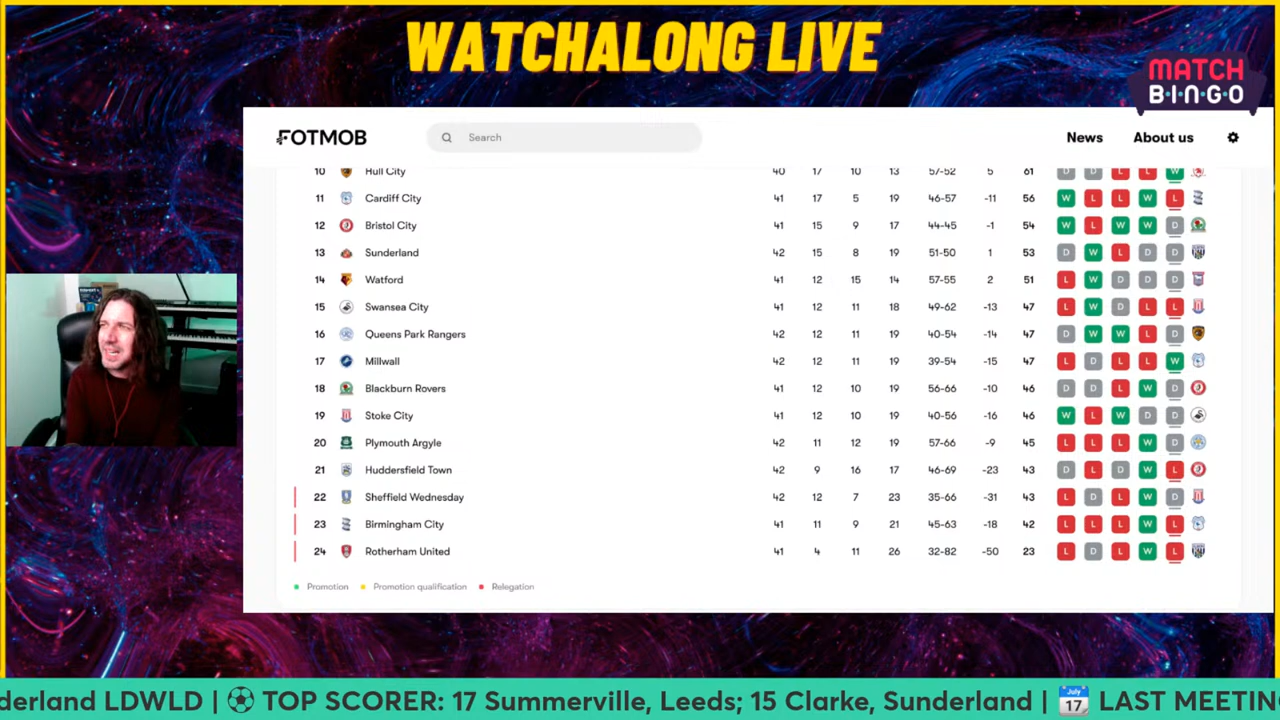 WATCHALONG LIVE
MATCH
B·I·N·G·O
FOTMOB Search News About us
10 Hull City 40 17 10 13 57-52 5 61 D D L L W
11 Cardiff City 41 17 5 19 46-57 -11 56 W L L W L
12 Bristol City 41 15 9 17 44-45 -1 54 W L W W D
13 Sunderland 42 15 8 19 51-50 1 53 D W L D D
14 Watford 41 12 15 14 57-55 2 51 L W D D D
15 Swansea City 41 12 11 18 49-62 -13 47 L W D L L
16 Queens Park Rangers 42 12 11 19 40-54 -14 47 D W W L D
17 Millwall 42 12 11 19 39-54 -15 47 L D L L W
18 Blackburn Rovers 41 12 10 19 56-66 -10 46 D D L W D
19 Stoke City 41 12 10 19 40-56 -16 46 W L W D D
20 Plymouth Argyle 42 11 12 19 57-66 -9 45 L L L W D
21 Huddersfield Town 42 9 16 17 46-69 -23 43 D L D W L
22 Sheffield Wednesday 42 12 7 23 35-66 -31 43 L D L W D
23 Birmingham City 41 11 9 21 45-63 -18 42 L L L W L
24 Rotherham United 41 4 11 26 32-82 -50 23 L D L W L
Promotion Promotion qualification Relegation
derland LDWLD | ⚽ TOP SCORER: 17 Summerville, Leeds; 15 Clarke, Sunderland | 📅 LAST MEETIN